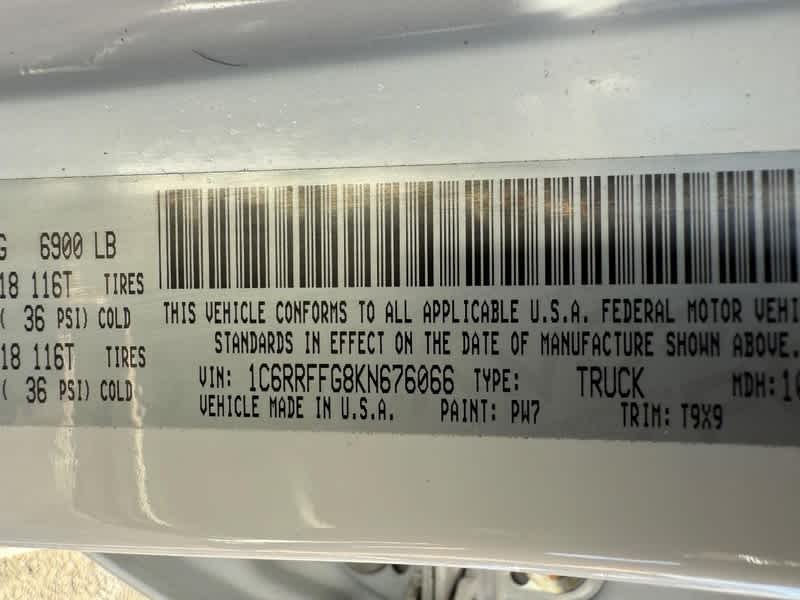 G 6900 LB
18 116T TIRES
( 36 PSI) COLD
18 116T TIRES
( 36 PSI) COLD
THIS VEHICLE CONFORMS TO ALL APPLICABLE U.S.A. FEDERAL MOTOR VEHI
STANDARDS IN EFFECT ON THE DATE OF MANUFACTURE SHOWN ABOVE.
VIN: 1C6RRFFG8KN676066 TYPE: TRUCK MDH: 10
VEHICLE MADE IN U.S.A. PAINT: PW7 TRIM: T9X9